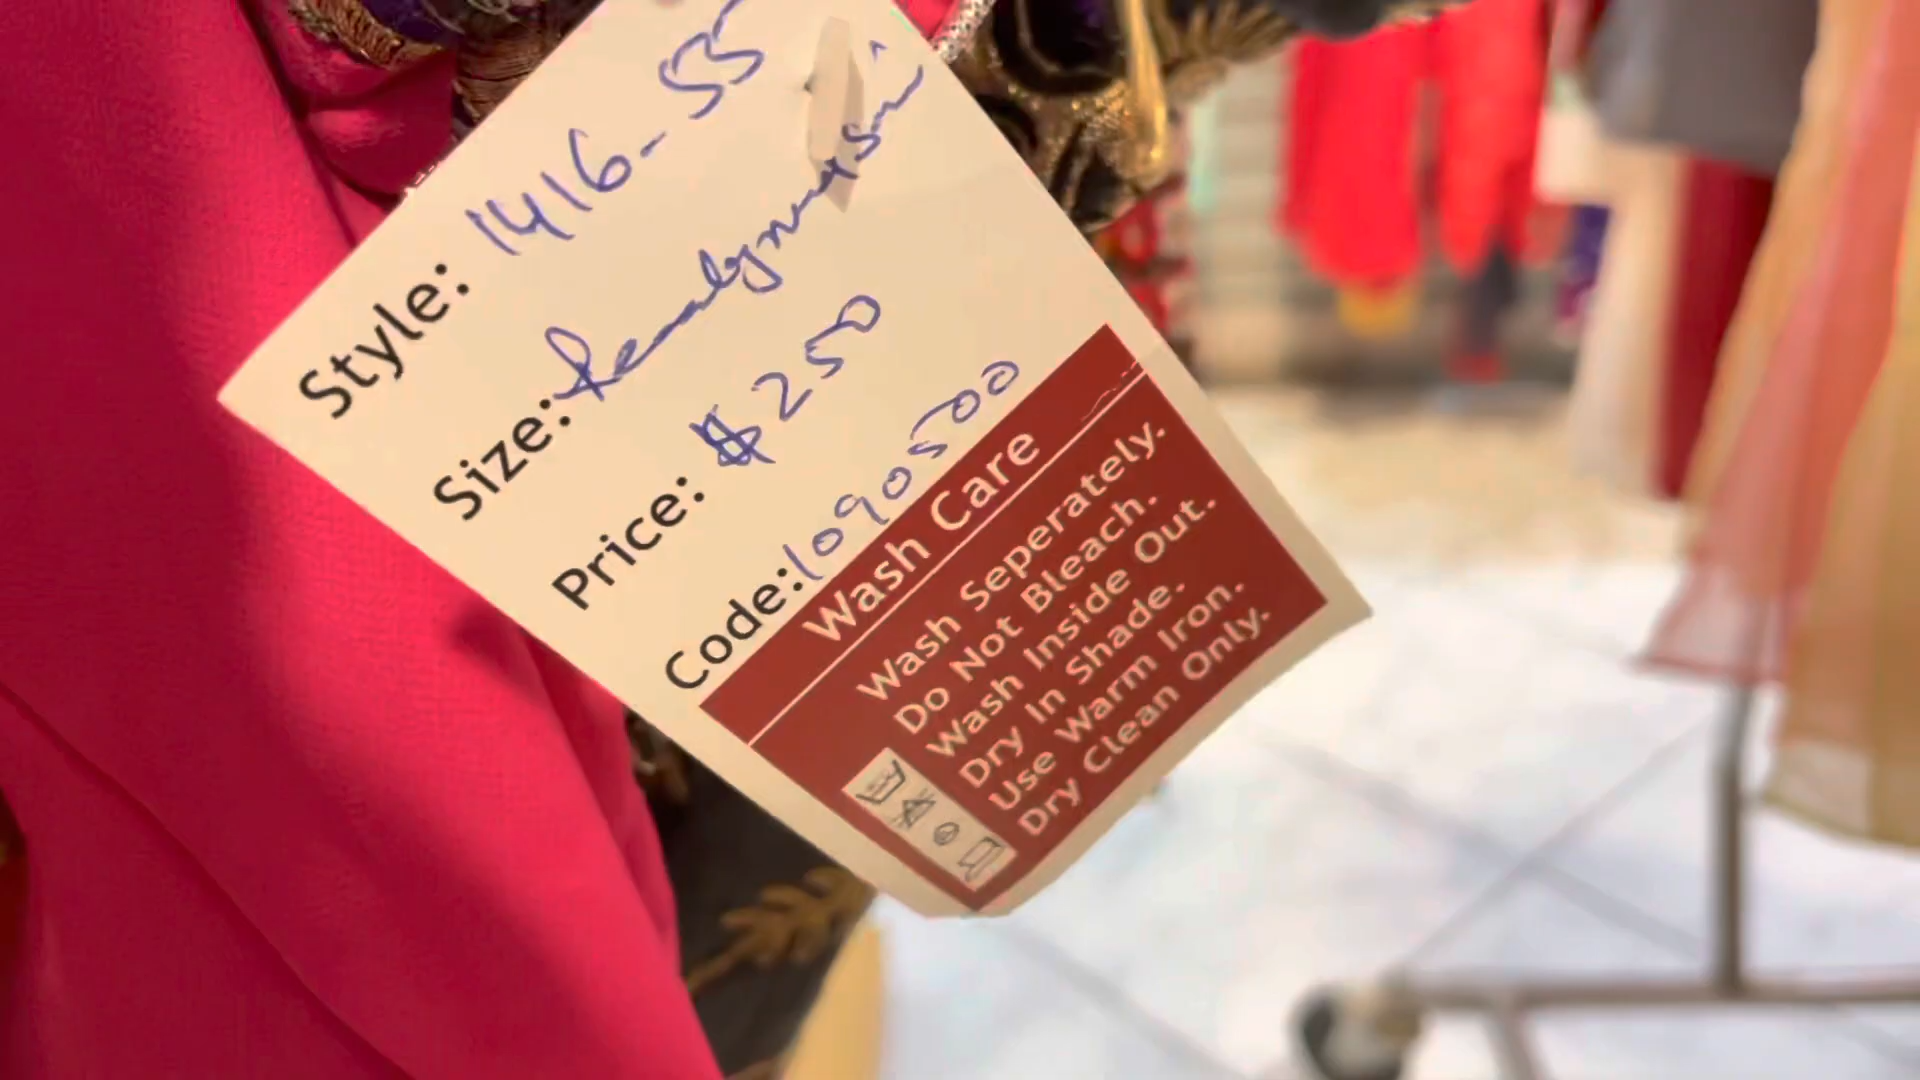 Style: 1416-55
Size:
Price: $250
Code: 1090500
Wash Care
Wash Seperately.
Do Not Bleach.
Wash Inside Out.
Dry In Shade.
Use Warm Iron.
Dry Clean Only.